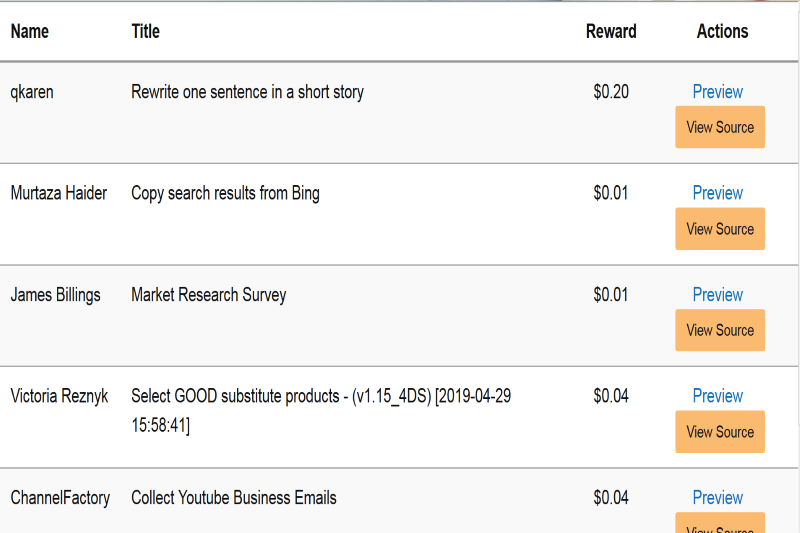 Name Title Reward Actions
qkaren Rewrite one sentence in a short story $0.20 Preview
View Source
Murtaza Haider Copy search results from Bing $0.01 Preview
View Source
James Billings Market Research Survey $0.01 Preview
View Source
Victoria Reznyk Select GOOD substitute products - (v1.15_4DS) [2019-04-29 $0.04 Preview
15:58:41]
View Source
ChannelFactory Collect Youtube Business Emails $0.04 Preview
View Source